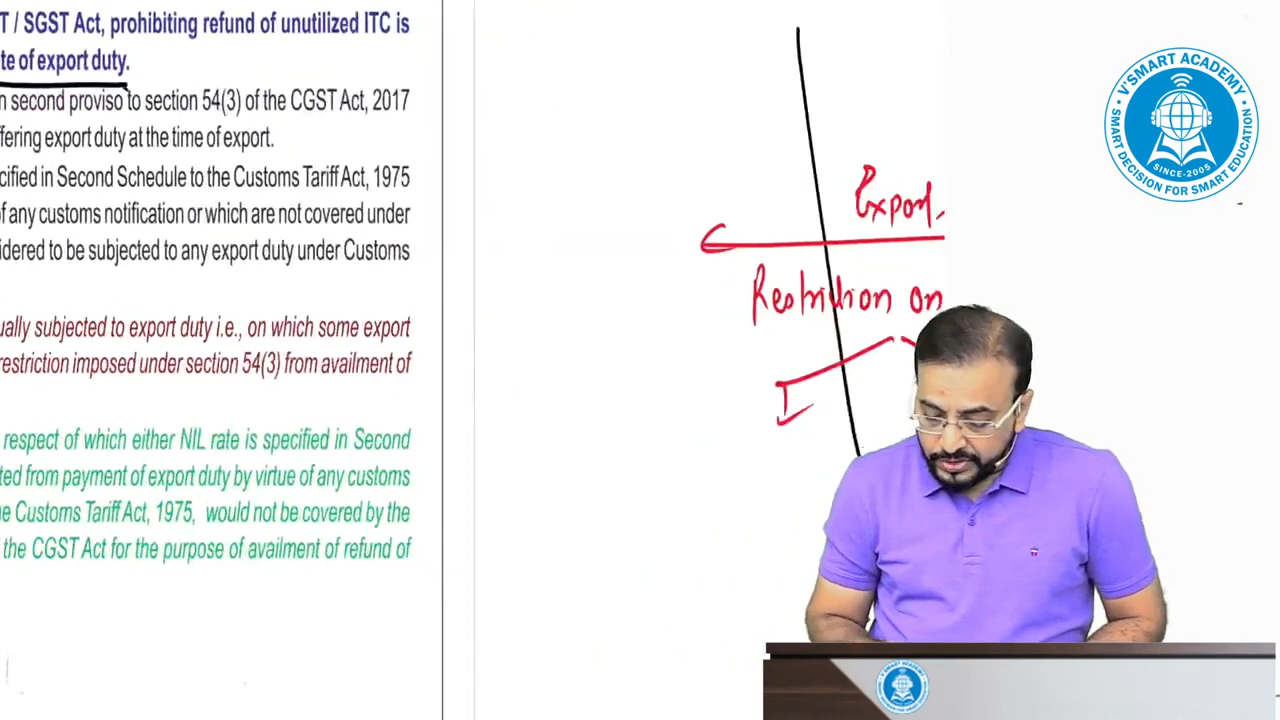 T / SGST Act, prohibiting refund of unutilized ITC is
te of export duty.
n second proviso to section 54(3) of the CGST Act, 2017
ffering export duty at the time of export.
cified in Second Schedule to the Customs Tariff Act, 1975
of any customs notification or which are not covered under
idered to be subjected to any export duty under Customs
ually subjected to export duty i.e., on which some export
restriction imposed under section 54(3) from availment of
respect of which either NIL rate is specified in Second
ted from payment of export duty by virtue of any customs
e Customs Tariff Act, 1975, would not be covered by the
the CGST Act for the purpose of availment of refund of
Export.
Restriction on
I
V'SMART ACADEMY
SINCE-2005
SMART DECISION FOR SMART EDUCATION
V'SMART ACADEMY